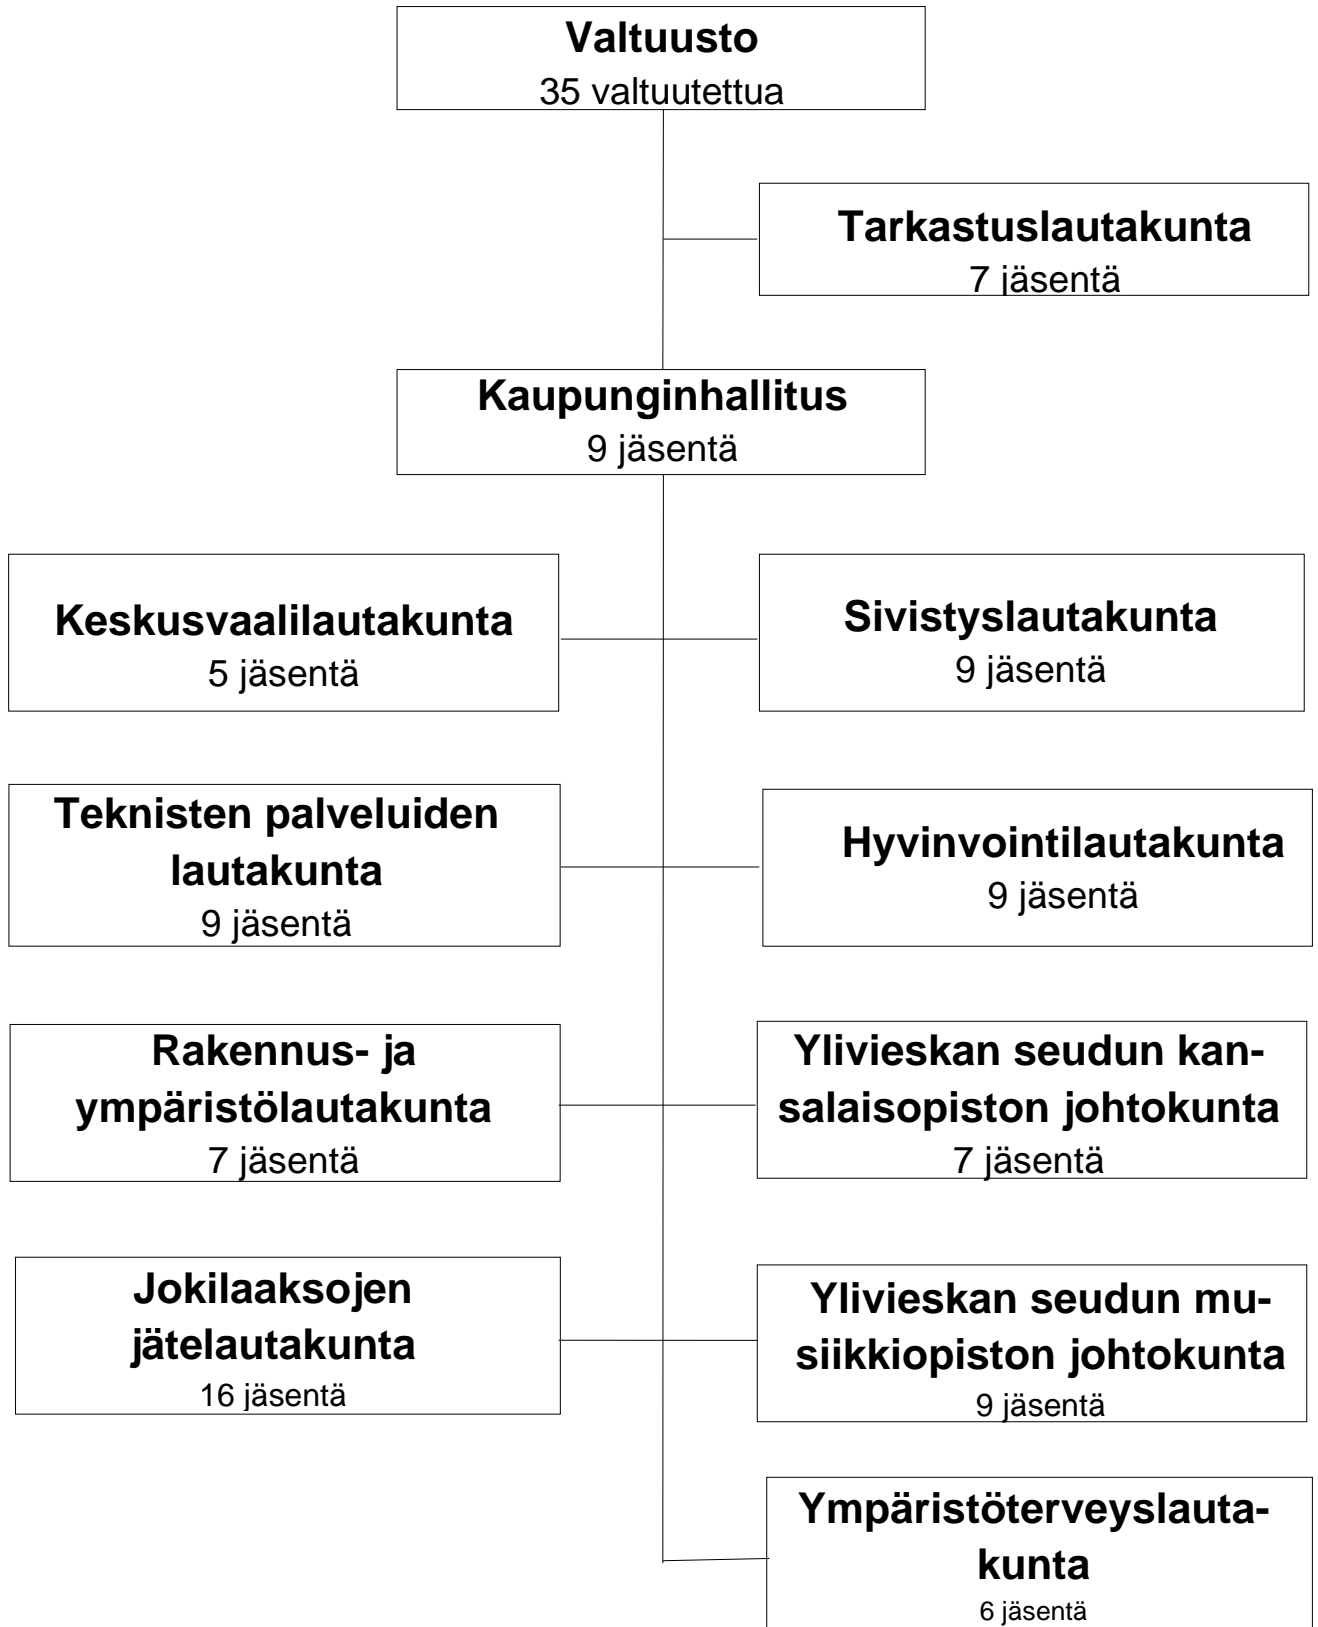 Valtuusto
35 valtuutettua
Tarkastuslautakunta
7 jäsentä
Kaupunginhallitus
9 jäsentä
Keskusvaalilautakunta
5 jäsentä
Sivistyslautakunta
9 jäsentä
Teknisten palveluiden
lautakunta
9 jäsentä
Hyvinvointilautakunta
9 jäsentä
Rakennus- ja
ympäristölautakunta
7 jäsentä
Ylivieskan seudun kan-
salaisopiston johtokunta
7 jäsentä
Jokilaaksojen
jätelautakunta
16 jäsentä
Ylivieskan seudun mu-
siikkiopiston johtokunta
9 jäsentä
Ympäristöterveyslauta-
kunta
6 jäsentä